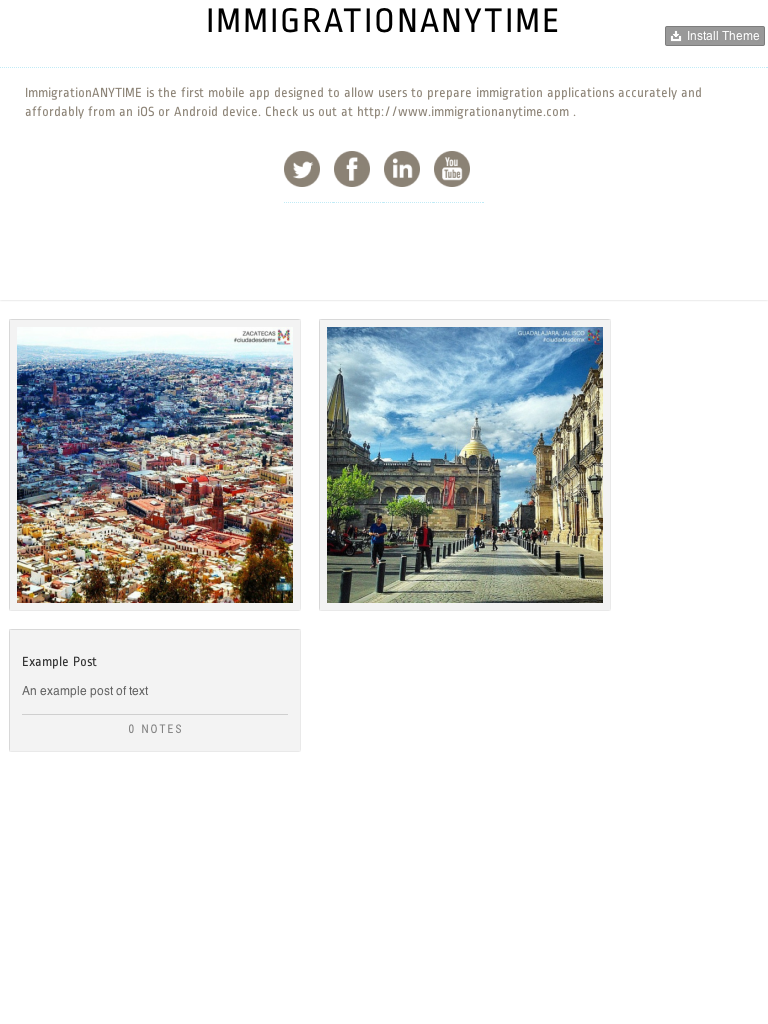 IMMIGRATIONANYTIME
Install Theme
ImmigrationANYTIME is the first mobile app designed to allow users to prepare immigration applications accurately and
affordably from an iOS or Android device. Check us out at http://www.immigrationanytime.com .
You
Tube
ZACATECAS
#ciudadesdemx
GUADALAJARA, JALISCO
#ciudadesdemx
Example Post
An example post of text
0 NOTES